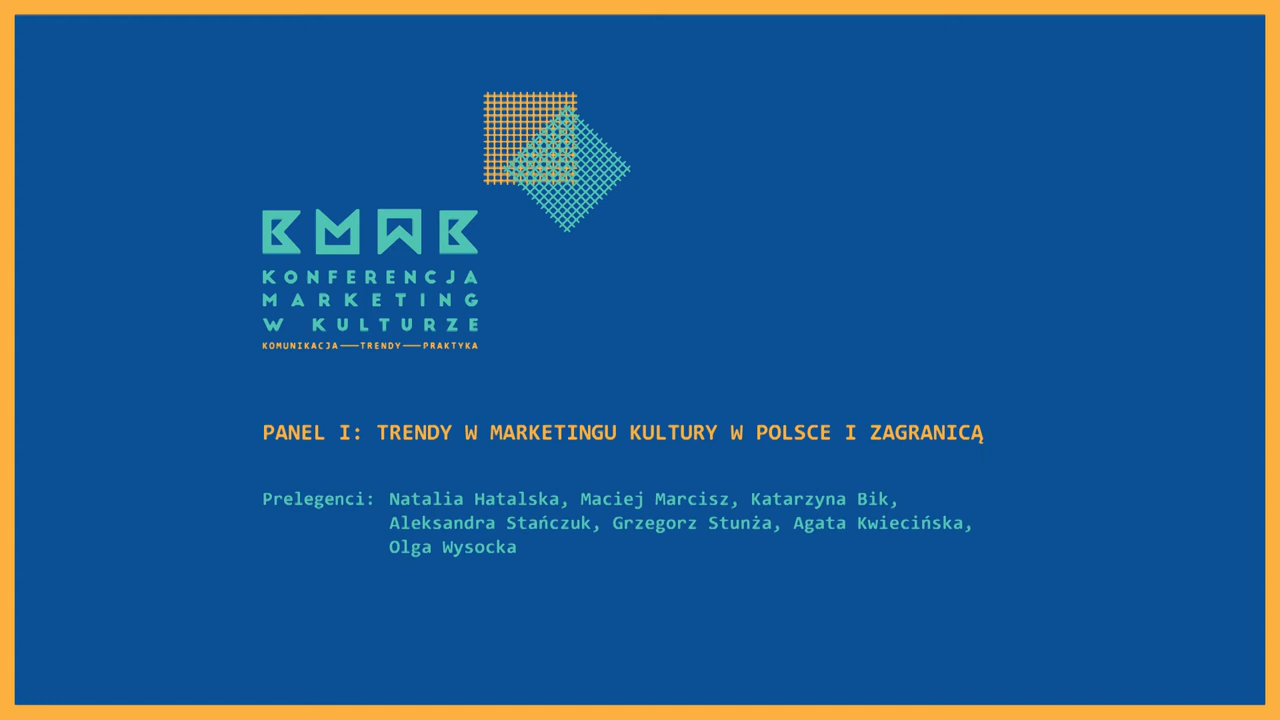 KMWK
KONFERENCJA
MARKETING
W KULTURZE
KOMUNIKACJA—TRENDY—PRAKTYKA
PANEL I: TRENDY W MARKETINGU KULTURY W POLSCE I ZAGRANICĄ
Prelegenci: Natalia Hatalska, Maciej Marcisz, Katarzyna Bik,
Aleksandra Stańczuk, Grzegorz Stunża, Agata Kwiecińska,
Olga Wysocka